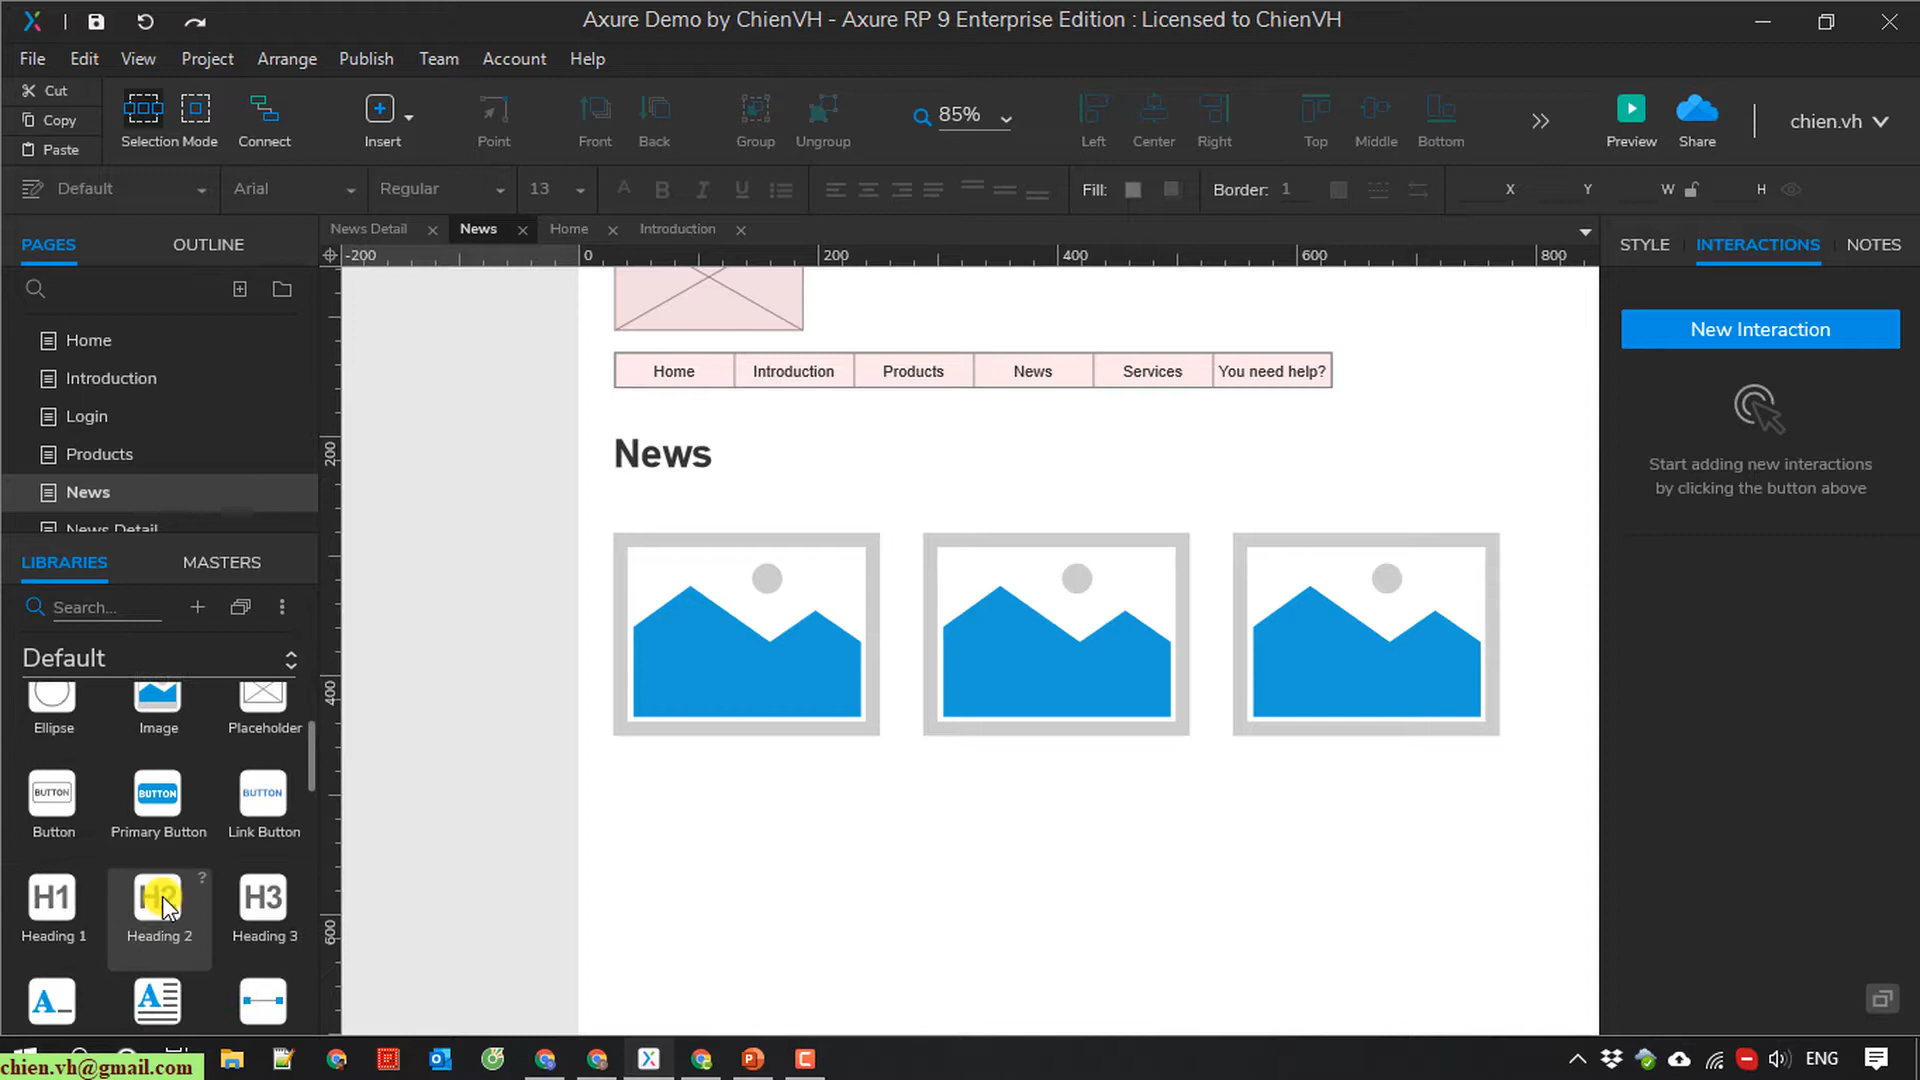 Axure Demo by ChienVH - Axure RP 9 Enterprise Edition : Licensed to ChienVH
File Edit View Project Arrange Publish Team Account Help
Cut
Copy
Paste
Selection Mode Connect Insert Point Front Back Group Ungroup 85% Left Center Right Top Middle Bottom Preview Share chien.vh
Default Arial Regular 13 Fill: Border: 1 X Y W H
PAGES OUTLINE
News Detail News Home Introduction
STYLE INTERACTIONS NOTES
-200 0 200 400 600 800
200
400
600
Home
Introduction
Login
Products
News
News Detail
New Interaction
Start adding new interactions
by clicking the button above
Home Introduction Products News Services You need help?
News
LIBRARIES MASTERS
Search...
Default
Ellipse Image Placeholder
BUTTON BUTTON BUTTON
Button Primary Button Link Button
H1 H2 H3
?
Heading 1 Heading 2 Heading 3
A_ A
chien.vh@gmail.com
ENG